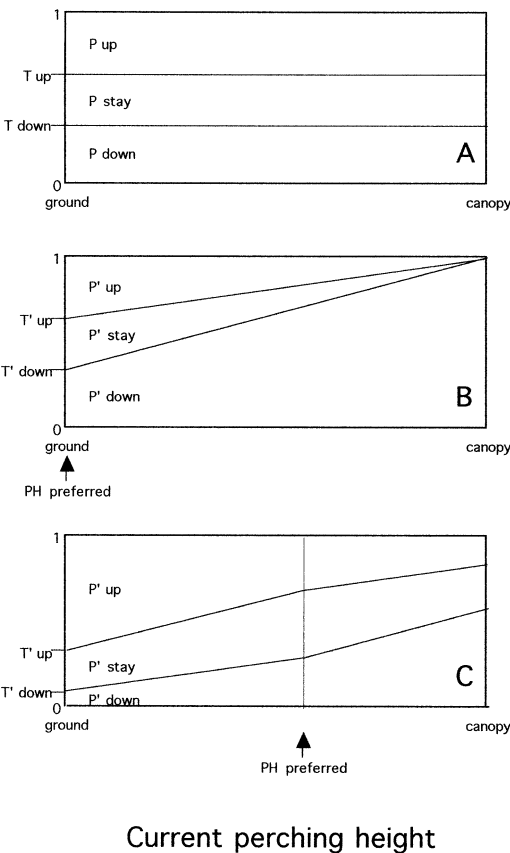 1
P up
T up
P stay
T down
P down
A
0
ground canopy
1
P' up
T' up
P' stay
T' down
P' down
B
0
ground canopy
PH preferred
1
P' up
T' up
P' stay
C
T' down
P' down
0
ground canopy
PH preferred
Current perching height